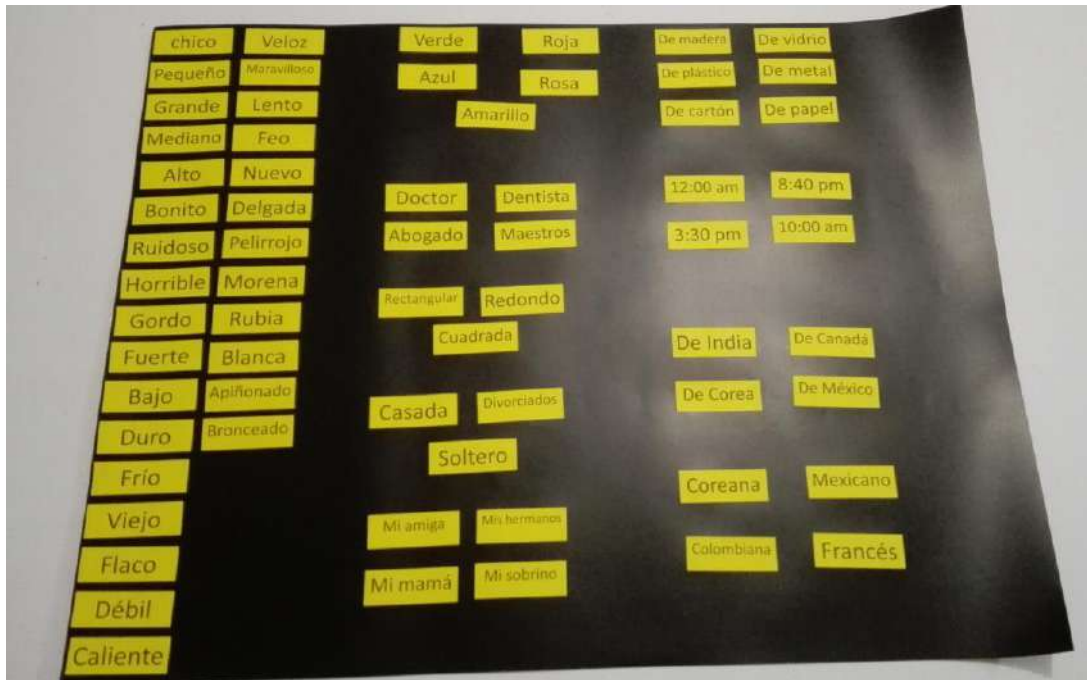 chico Veloz
Pequeño Maravilloso
Grande Lento
Mediano Feo
Alto Nuevo
Bonito Delgada
Ruidoso Pelirrojo
Horrible Morena
Gordo Rubia
Fuerte Blanca
Bajo Apiñonado
Duro Bronceado
Frío
Viejo
Flaco
Débil
Caliente
Verde Roja
Azul Rosa
Amarillo
Doctor Dentista
Abogado Maestros
Rectangular Redondo
Cuadrada
Casada Divorciados
Soltero
Mi amiga Mis hermanos
Mi mamá Mi sobrino
De madera De vidrio
De plástico De metal
De cartón De papel
12:00 am 8:40 pm
3:30 pm 10:00 am
De India De Canadá
De Corea De México
Coreana Mexicano
Colombiana Francés